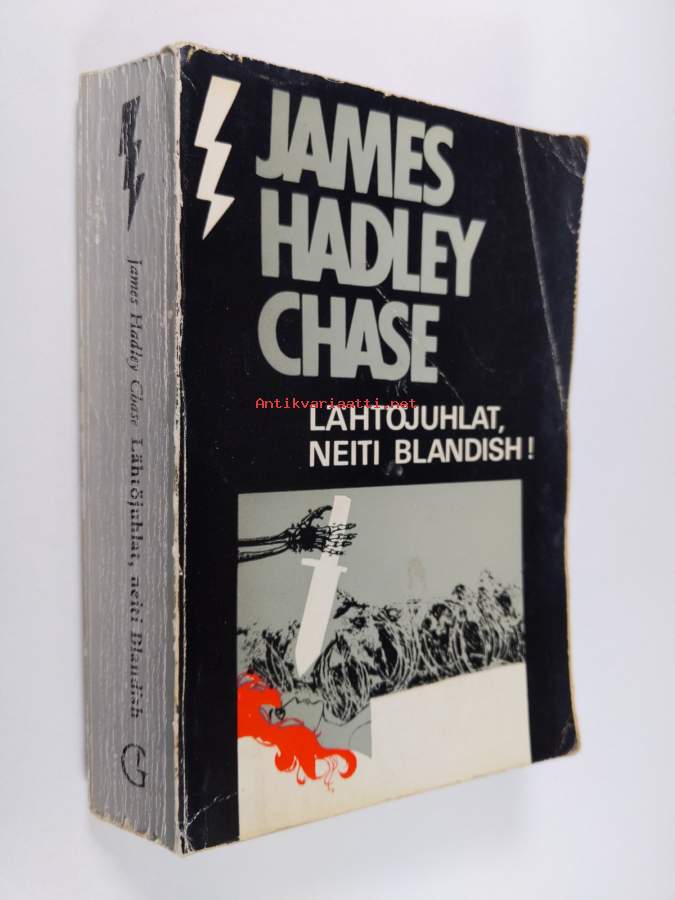 JAMES
HADLEY
CHASE
LÄHTÖJUHLAT,
NEITI BLANDISH!
James Hadley Chase Lähtöjuhlat, neiti Blandish
G
Antikvariaatti.net